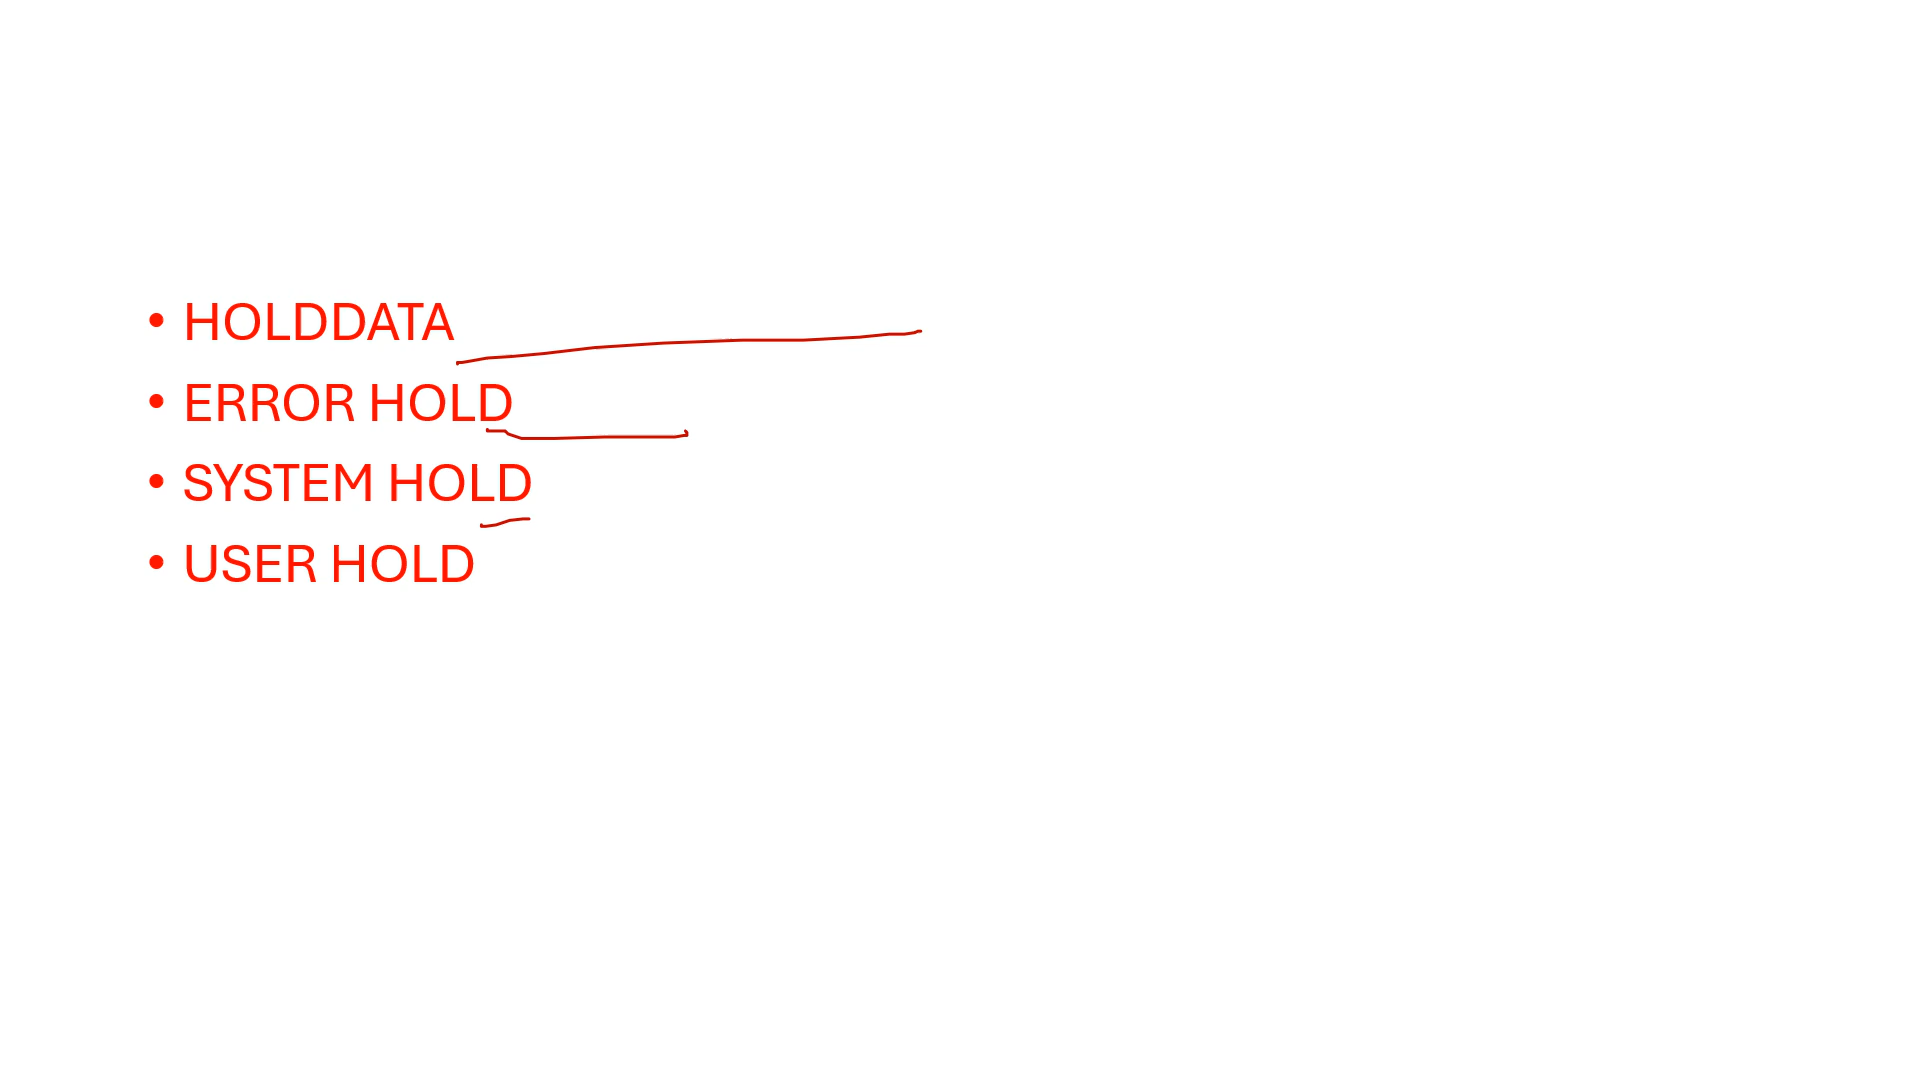 • HOLDDATA
• ERROR HOLD
• SYSTEM HOLD
• USER HOLD